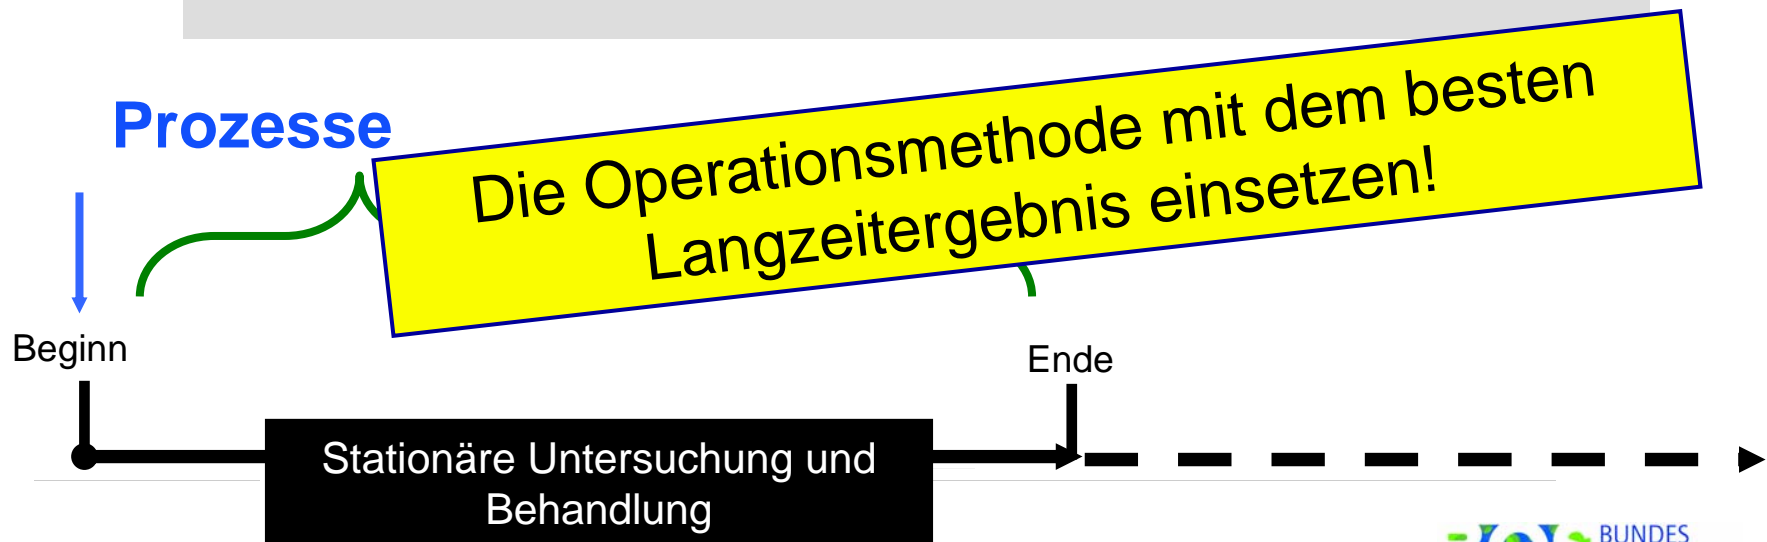 Prozesse
Die Operationsmethode mit dem besten
Langzeitergebnis einsetzen!
Beginn
Ende
Stationäre Untersuchung und
Behandlung
BUNDES